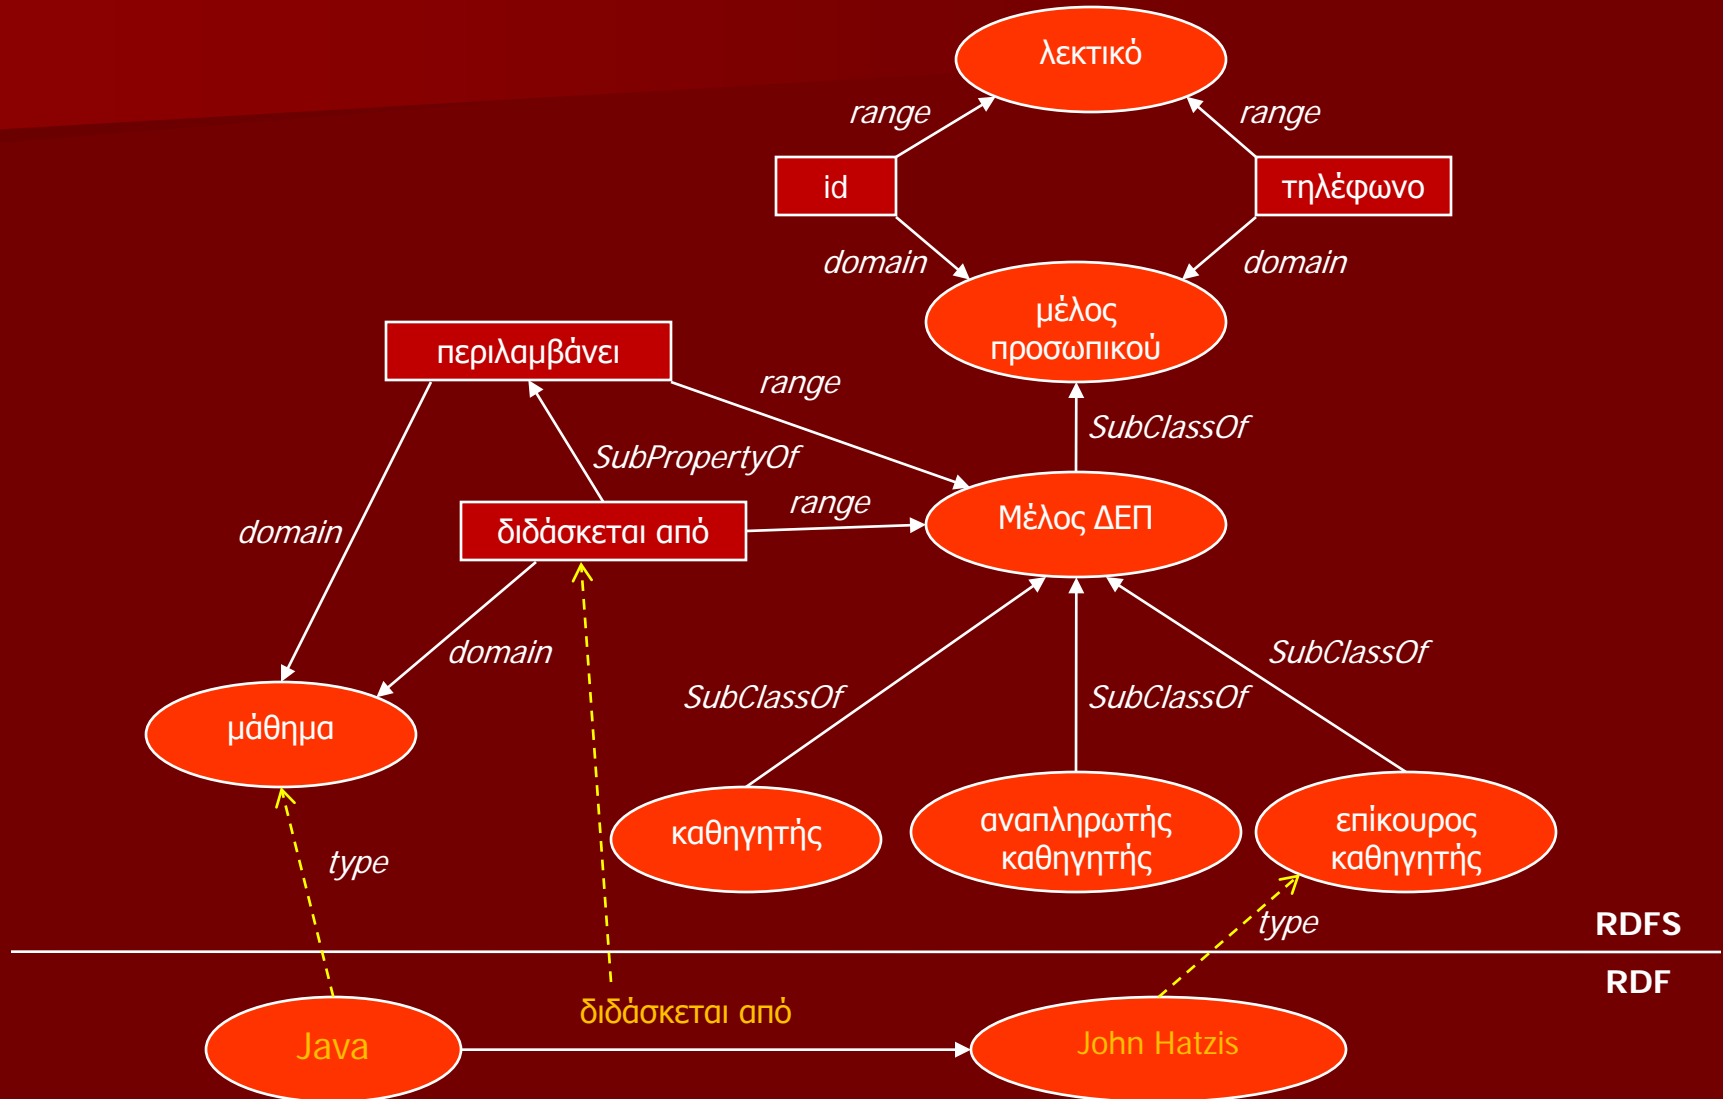 λεκτικό
range
range
id
τηλέφωνο
domain
domain
μέλος
προσωπικού
περιλαμβάνει
range
SubClassOf
SubPropertyOf
range
Μέλος ΔΕΠ
domain
διδάσκεται από
domain
SubClassOf
SubClassOf
SubClassOf
μάθημα
καθηγητής
αναπληρωτής
καθηγητής
επίκουρος
καθηγητής
type
type
RDFS
RDF
διδάσκεται από
Java
John Hatzis